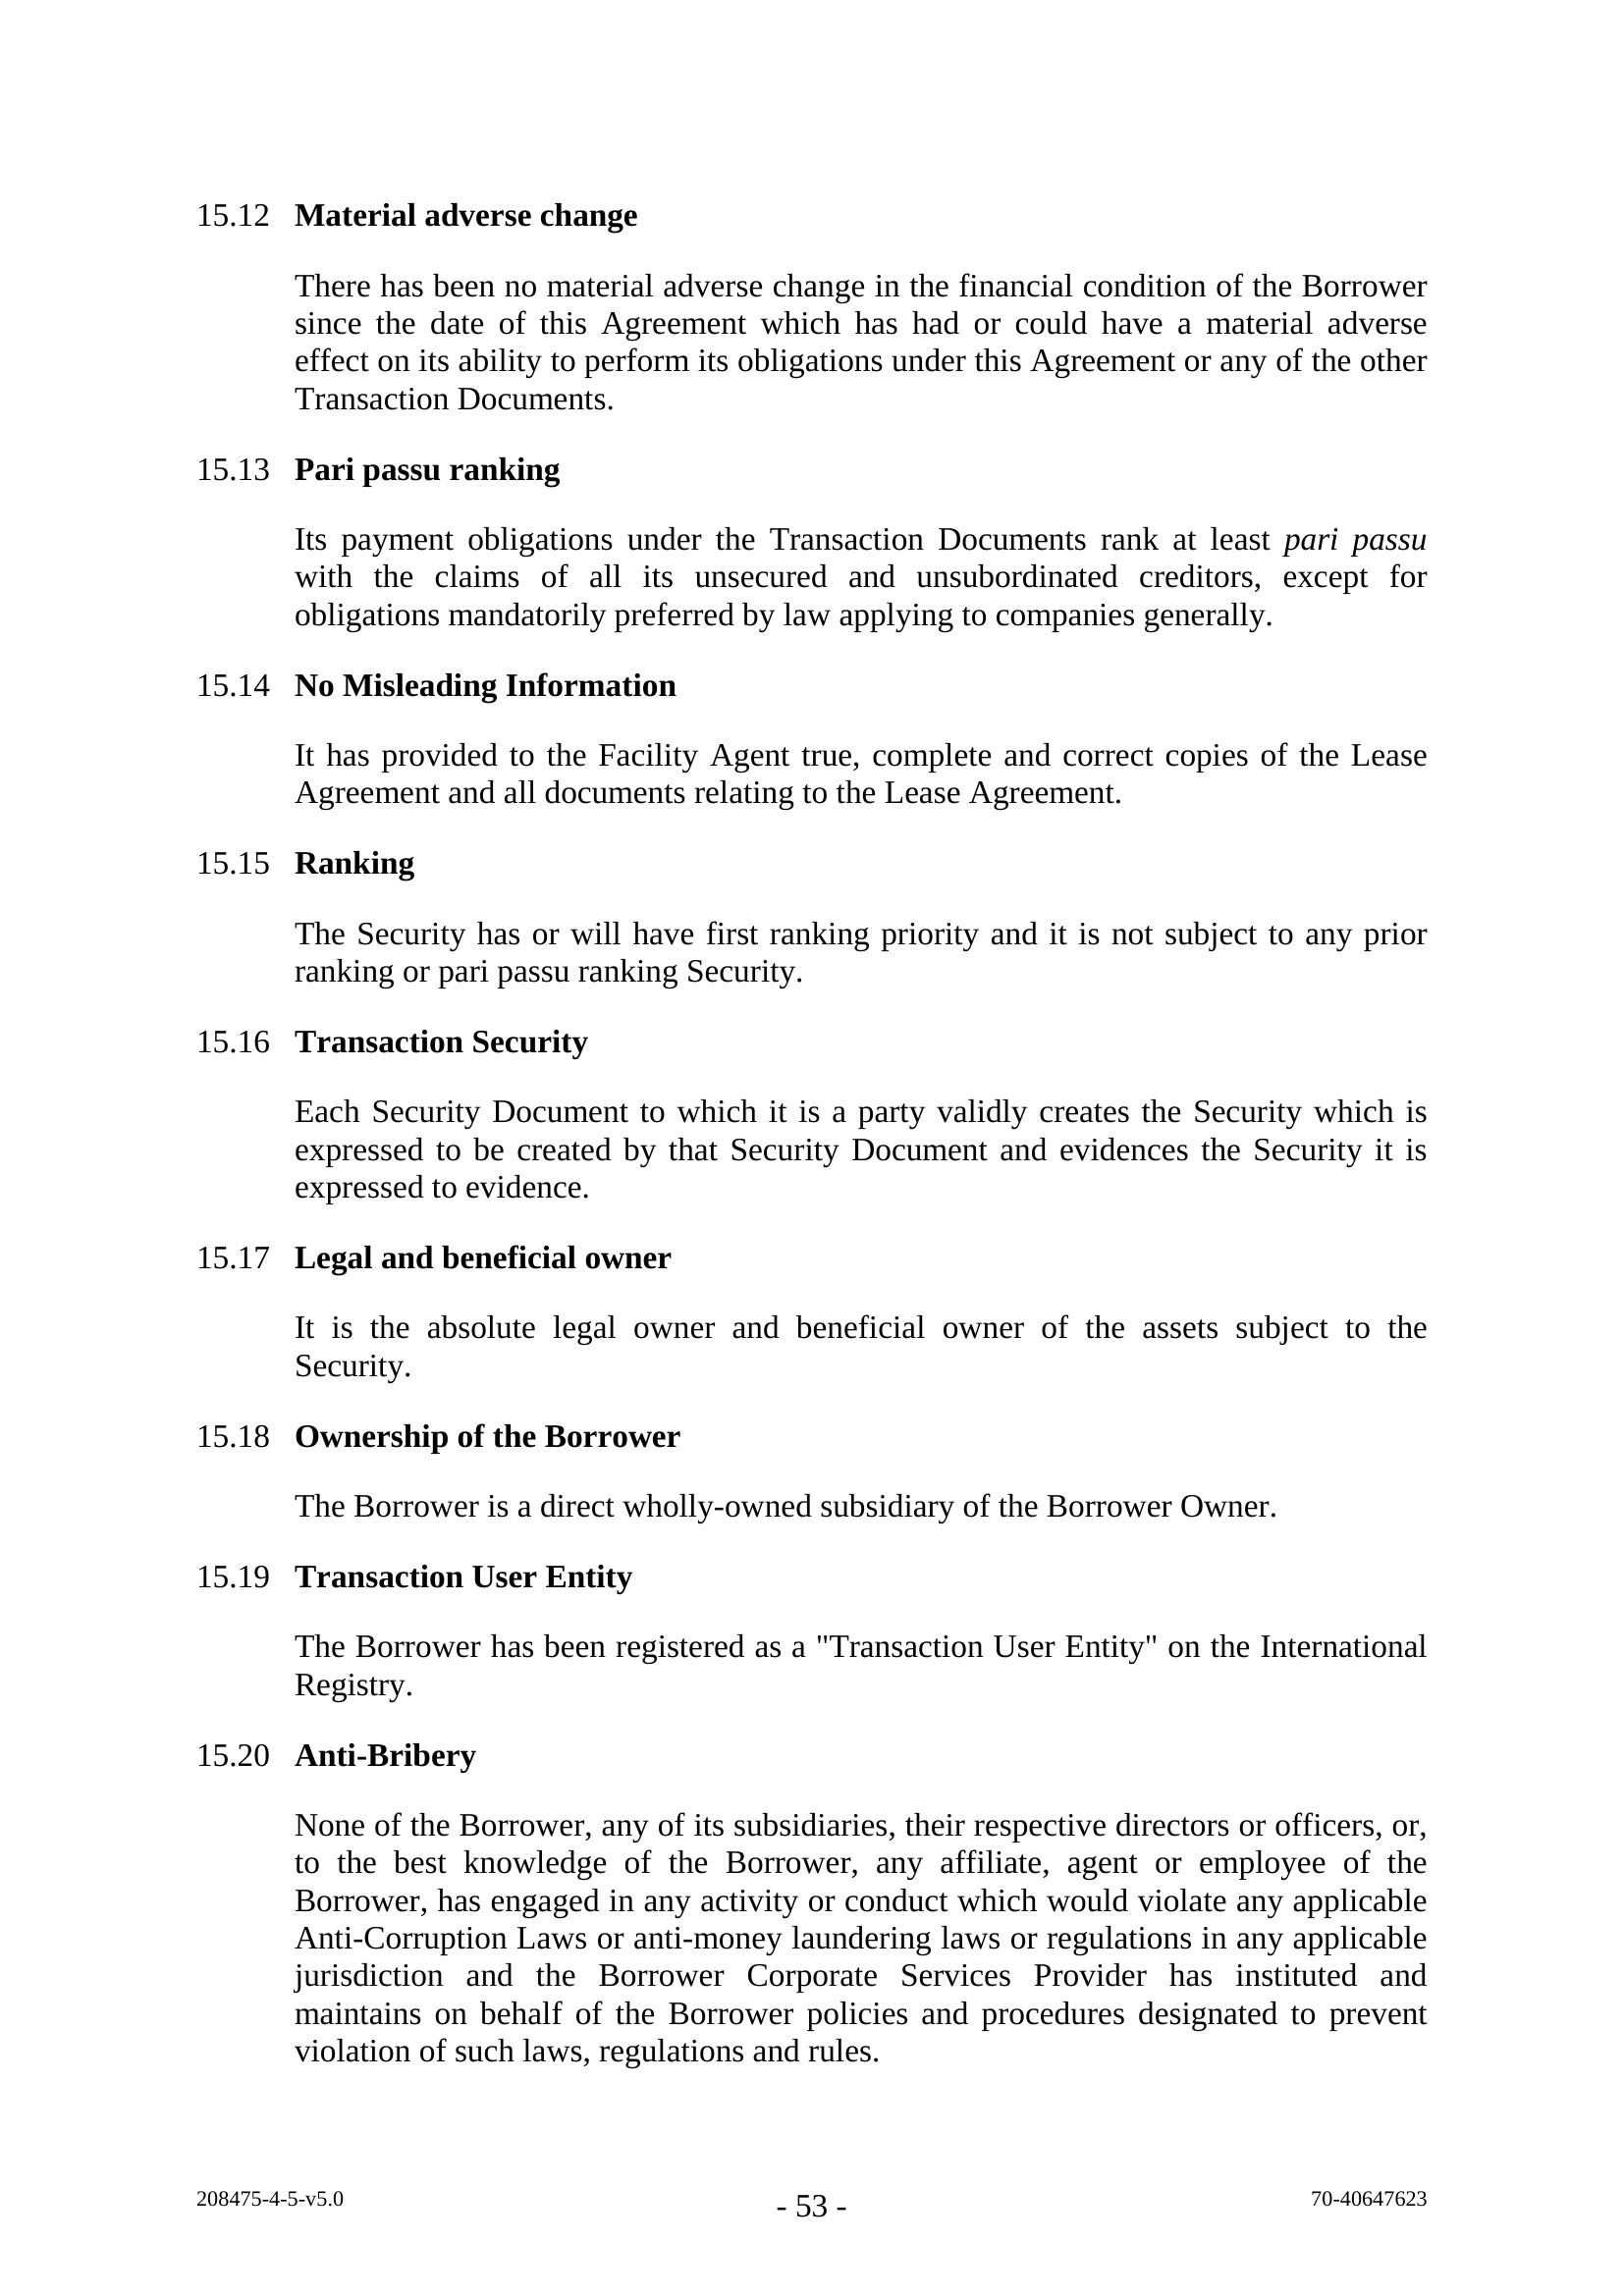 15.12 Material adverse change
There has been no material adverse change in the financial condition of the Borrower
since the date of this Agreement which has had or could have a material adverse
effect on its ability to perform its obligations under this Agreement or any of the other
Transaction Documents.
15.13 Pari passu ranking
Its payment obligations under the Transaction Documents rank at least pari passu
with the claims of all its unsecured and unsubordinated creditors, except for
obligations mandatorily preferred by law applying to companies generally.
15.14 No Misleading Information
It has provided to the Facility Agent true, complete and correct copies of the Lease
Agreement and all documents relating to the Lease Agreement.
15.15 Ranking
The Security has or will have first ranking priority and it is not subject to any prior
ranking or pari passu ranking Security.
15.16 Transaction Security
Each Security Document to which it is a party validly creates the Security which is
expressed to be created by that Security Document and evidences the Security it is
expressed to evidence.
15.17 Legal and beneficial owner
It is the absolute legal owner and beneficial owner of the assets subject to the
Security.
15.18 Ownership of the Borrower
The Borrower is a direct wholly-owned subsidiary of the Borrower Owner.
15.19 Transaction User Entity
The Borrower has been registered as a "Transaction User Entity" on the International
Registry.
15.20 Anti-Bribery
None of the Borrower, any of its subsidiaries, their respective directors or officers, or,
to the best knowledge of the Borrower, any affiliate, agent or employee of the
Borrower, has engaged in any activity or conduct which would violate any applicable
Anti-Corruption Laws or anti-money laundering laws or regulations in any applicable
jurisdiction and the Borrower Corporate Services Provider has instituted and
maintains on behalf of the Borrower policies and procedures designated to prevent
violation of such laws, regulations and rules.
208475-4-5-v5.0 - 53 - 70-40647623